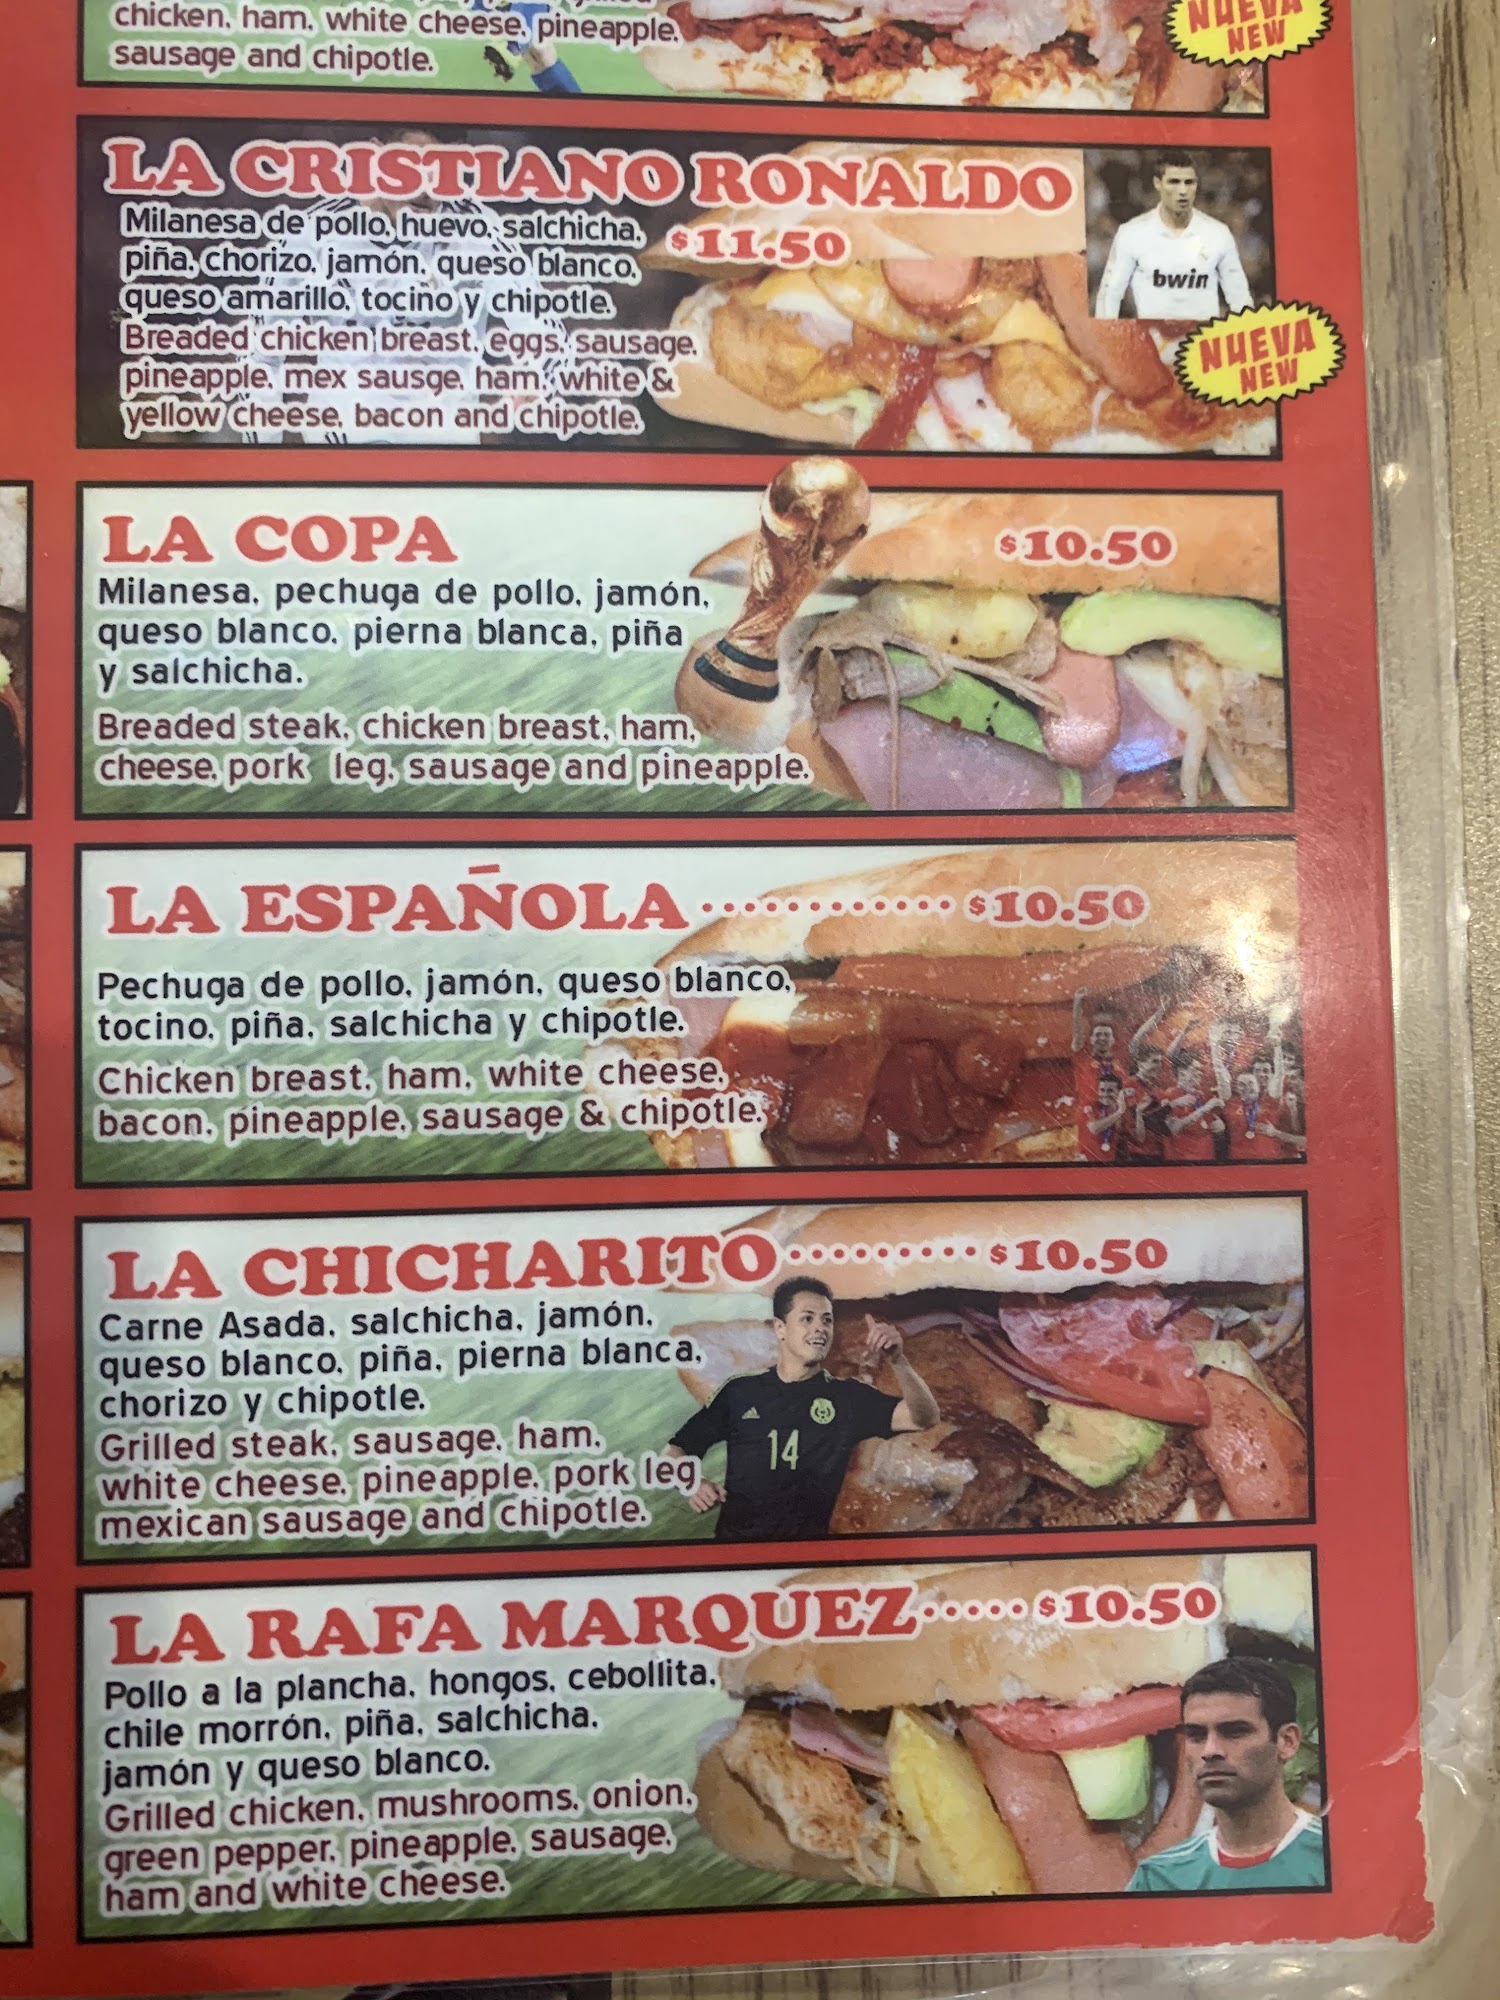 chicken, ham, white cheese, pineapple,
sausage and chipotle.
NUEVA
NEW
LA CRISTIANO RONALDO
$11.50
Milanesa de pollo, huevo, salchicha,
piña, chorizo, jamón, queso blanco,
queso amarillo, tocino y chipotle.
Breaded chicken breast, eggs, sausage,
pineapple, mex sausge, ham, white &
yellow cheese, bacon and chipotle.
bwin
NUEVA
NEW
LA COPA
$10.50
Milanesa, pechuga de pollo, jamón,
queso blanco, pierna blanca, piña
y salchicha.
Breaded steak, chicken breast, ham,
cheese, pork leg, sausage and pineapple.
LA ESPAÑOLA ············ $10.50
Pechuga de pollo, jamón, queso blanco,
tocino, piña, salchicha y chipotle.
Chicken breast, ham, white cheese,
bacon, pineapple, sausage & chipotle.
LA CHICHARITO ·········· $10.50
Carne Asada, salchicha, jamón,
queso blanco, piña, pierna blanca,
chorizo y chipotle.
Grilled steak, sausage, ham,
white cheese, pineapple, pork leg
mexican sausage and chipotle.
14
LA RAFA MARQUEZ ····· $10.50
Pollo a la plancha, hongos, cebollita,
chile morrón, piña, salchicha,
jamón y queso blanco.
Grilled chicken, mushrooms, onion,
green pepper, pineapple, sausage,
ham and white cheese.